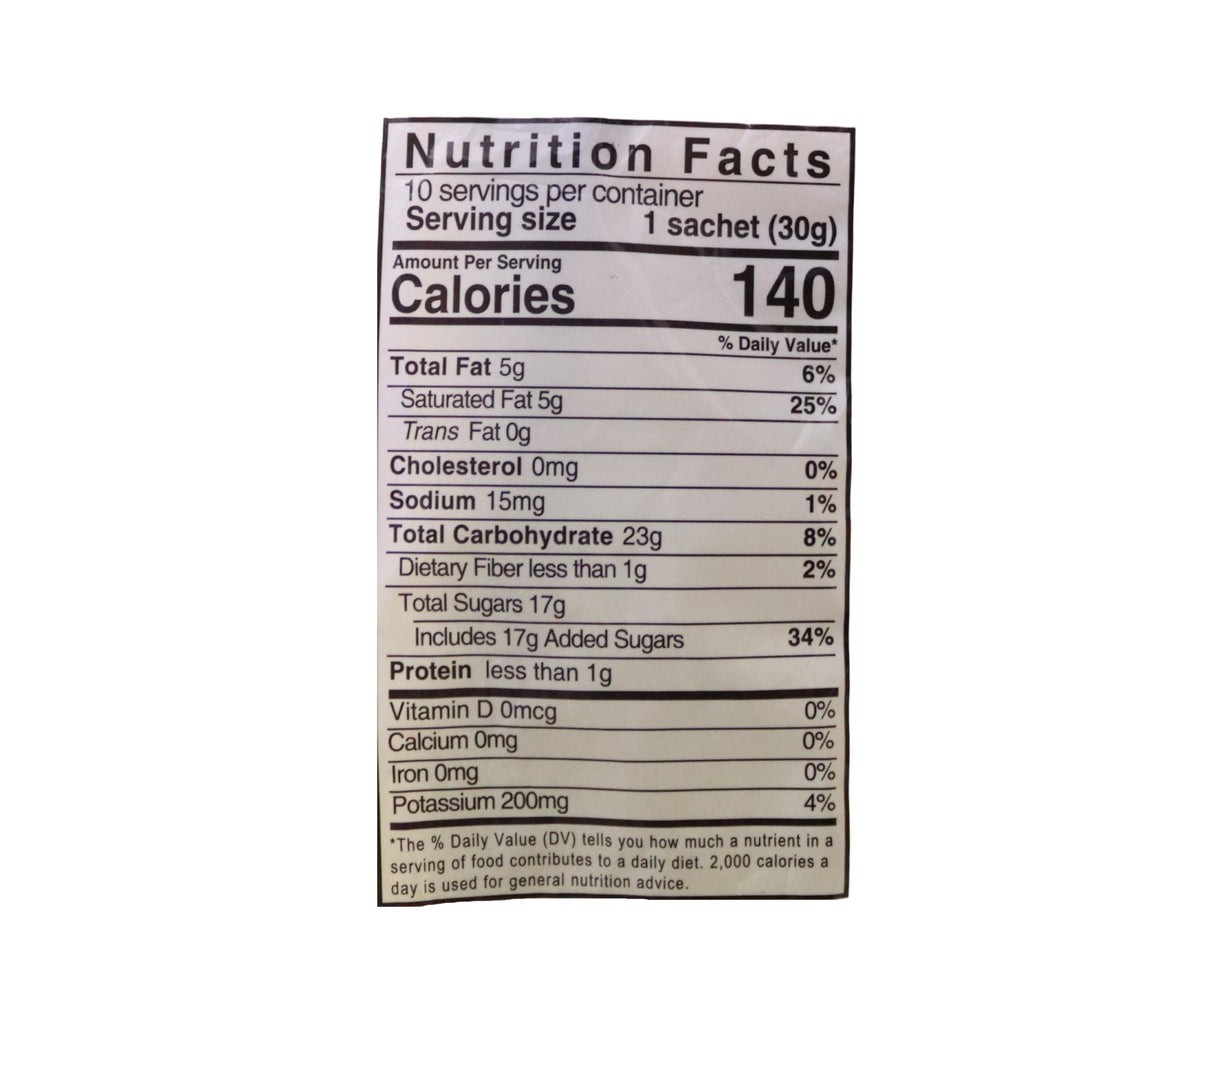 Nutrition Facts
10 servings per container
Serving size 1 sachet (30g)
Amount Per Serving
Calories 140
% Daily Value*
Total Fat 5g 6%
Saturated Fat 5g 25%
Trans Fat 0g
Cholesterol 0mg 0%
Sodium 15mg 1%
Total Carbohydrate 23g 8%
Dietary Fiber less than 1g 2%
Total Sugars 17g
Includes 17g Added Sugars 34%
Protein less than 1g
Vitamin D 0mcg 0%
Calcium 0mg 0%
Iron 0mg 0%
Potassium 200mg 4%
*The % Daily Value (DV) tells you how much a nutrient in a
serving of food contributes to a daily diet. 2,000 calories a
day is used for general nutrition advice.